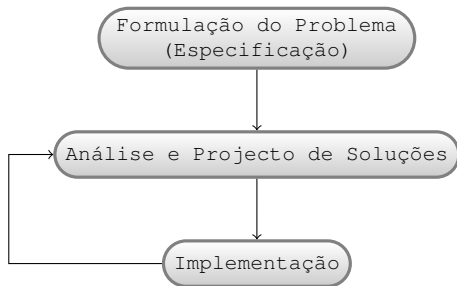 Formulação do Problema
(Especificação)
Análise e Projecto de Soluções
Implementação